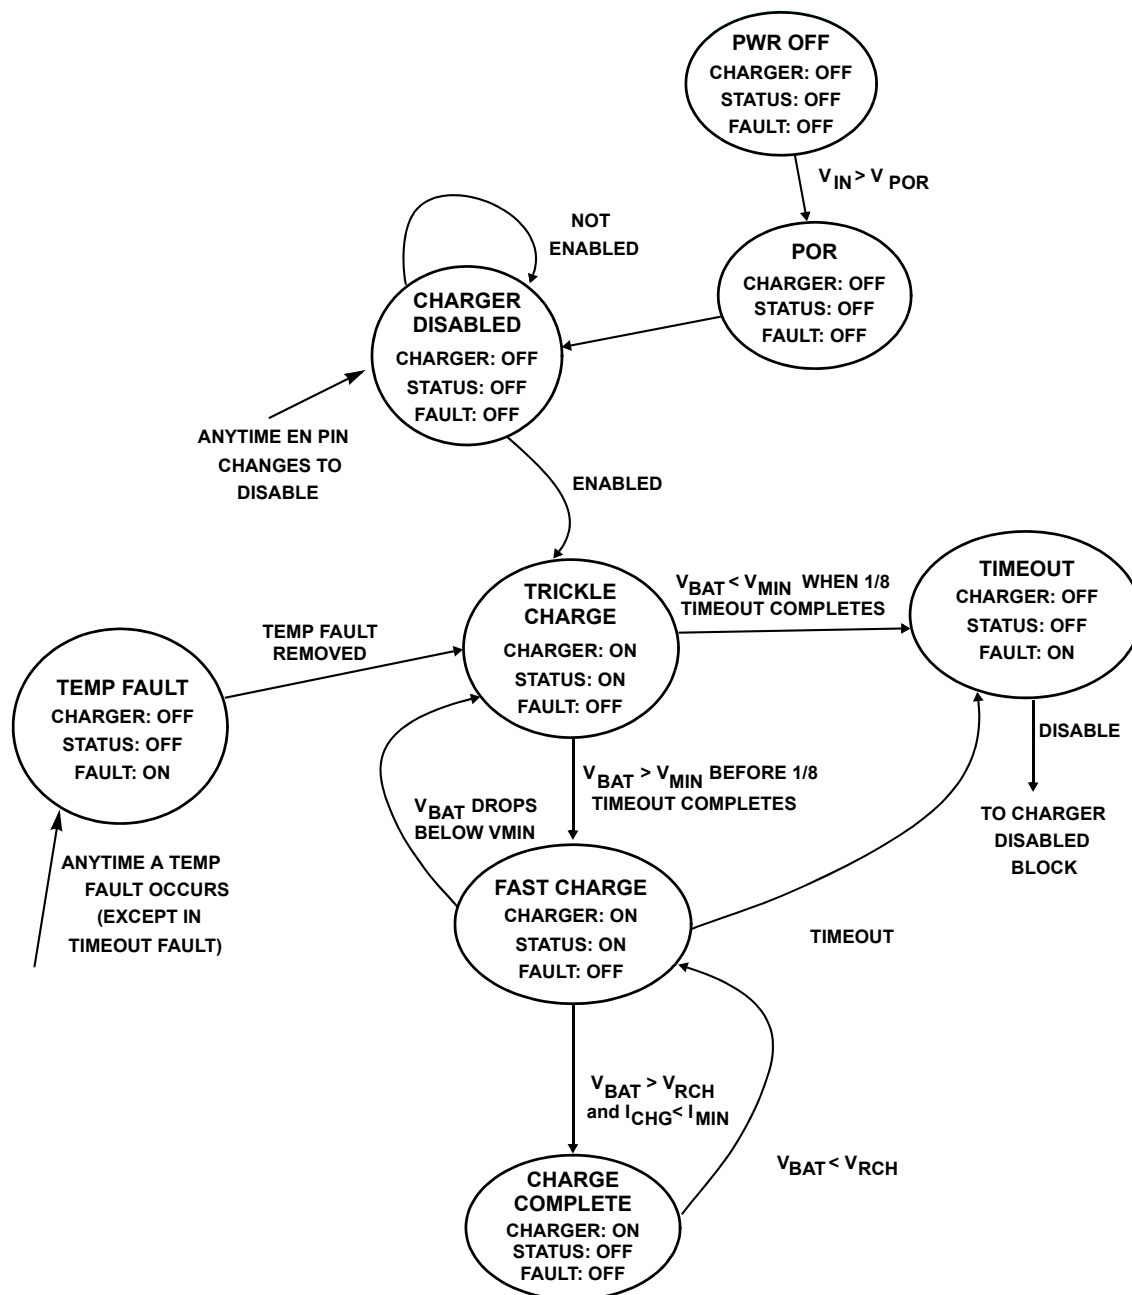 PWR OFF
CHARGER: OFF
STATUS: OFF
FAULT: OFF
VIN > V POR
POR
CHARGER: OFF
STATUS: OFF
FAULT: OFF
NOT
ENABLED
CHARGER
DISABLED
CHARGER: OFF
STATUS: OFF
FAULT: OFF
ANYTIME EN PIN
CHANGES TO
DISABLE
ENABLED
TRICKLE
CHARGE
CHARGER: ON
STATUS: ON
FAULT: OFF
VBAT < VMIN WHEN 1/8
TIMEOUT COMPLETES
TIMEOUT
CHARGER: OFF
STATUS: OFF
FAULT: ON
DISABLE
TO CHARGER
DISABLED
BLOCK
TEMP FAULT
REMOVED
TEMP FAULT
CHARGER: OFF
STATUS: OFF
FAULT: ON
ANYTIME A TEMP
FAULT OCCURS
(EXCEPT IN
TIMEOUT FAULT)
VBAT DROPS
BELOW VMIN
VBAT > VMIN BEFORE 1/8
TIMEOUT COMPLETES
FAST CHARGE
CHARGER: ON
STATUS: ON
FAULT: OFF
TIMEOUT
VBAT > VRCH
and ICHG < IMIN
VBAT < VRCH
CHARGE
COMPLETE
CHARGER: ON
STATUS: OFF
FAULT: OFF